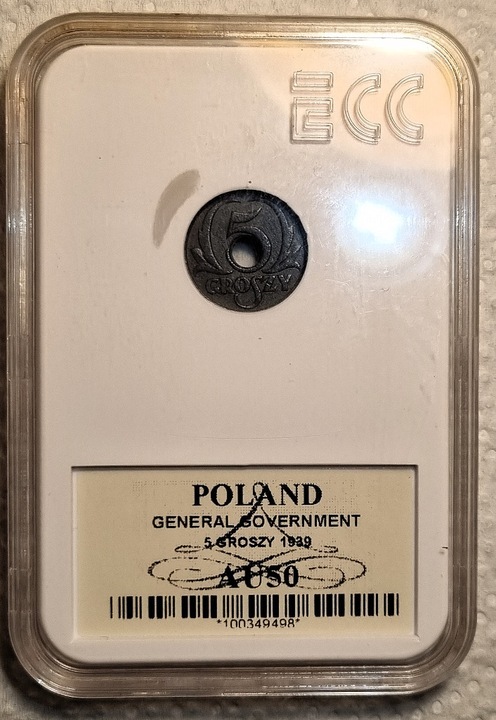 ECC
5
GROSZY
POLAND
GENERAL GOVERNMENT
5 GROSZY 1939
AU50
*100349498*